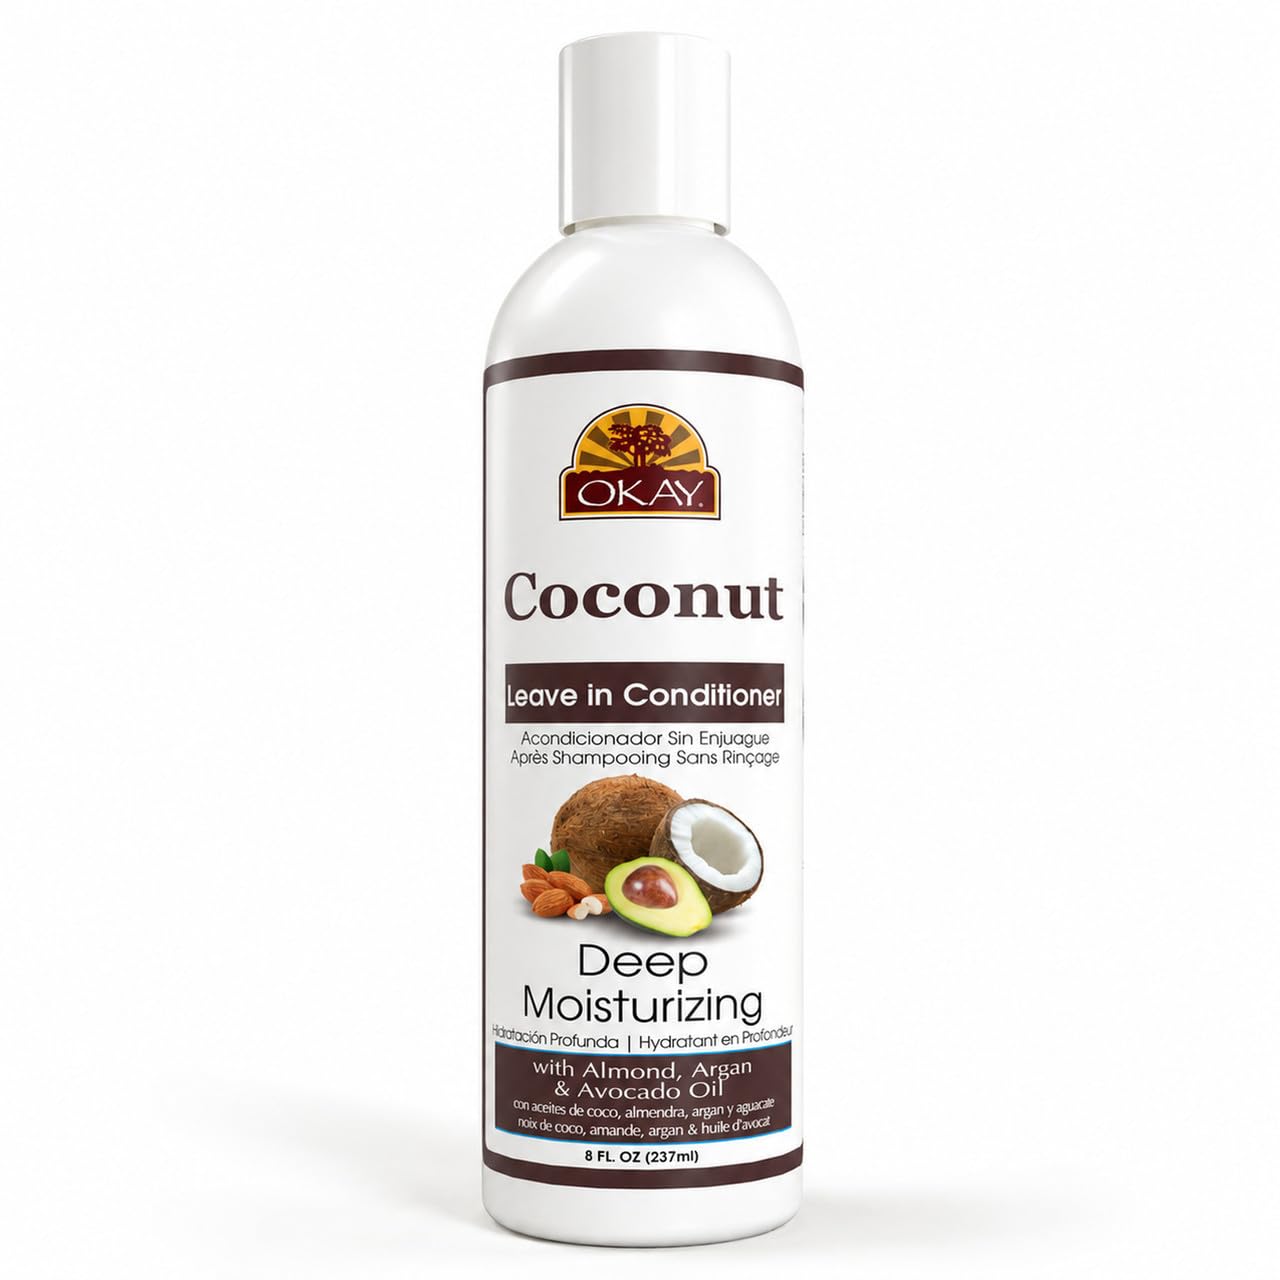 OKAY.
Coconut
Leave in Conditioner
Acondicionador Sin Enjuague
Après Shampooing Sans Rinçage
Deep
Moisturizing
Hidratación Profunda | Hydratant en Profondeur
with Almond, Argan
& Avocado Oil
con aceites de coco, almendra, argan y aguacate
noix de coco, amande, argan & huile d'avocat
8 FL. OZ (237ml)